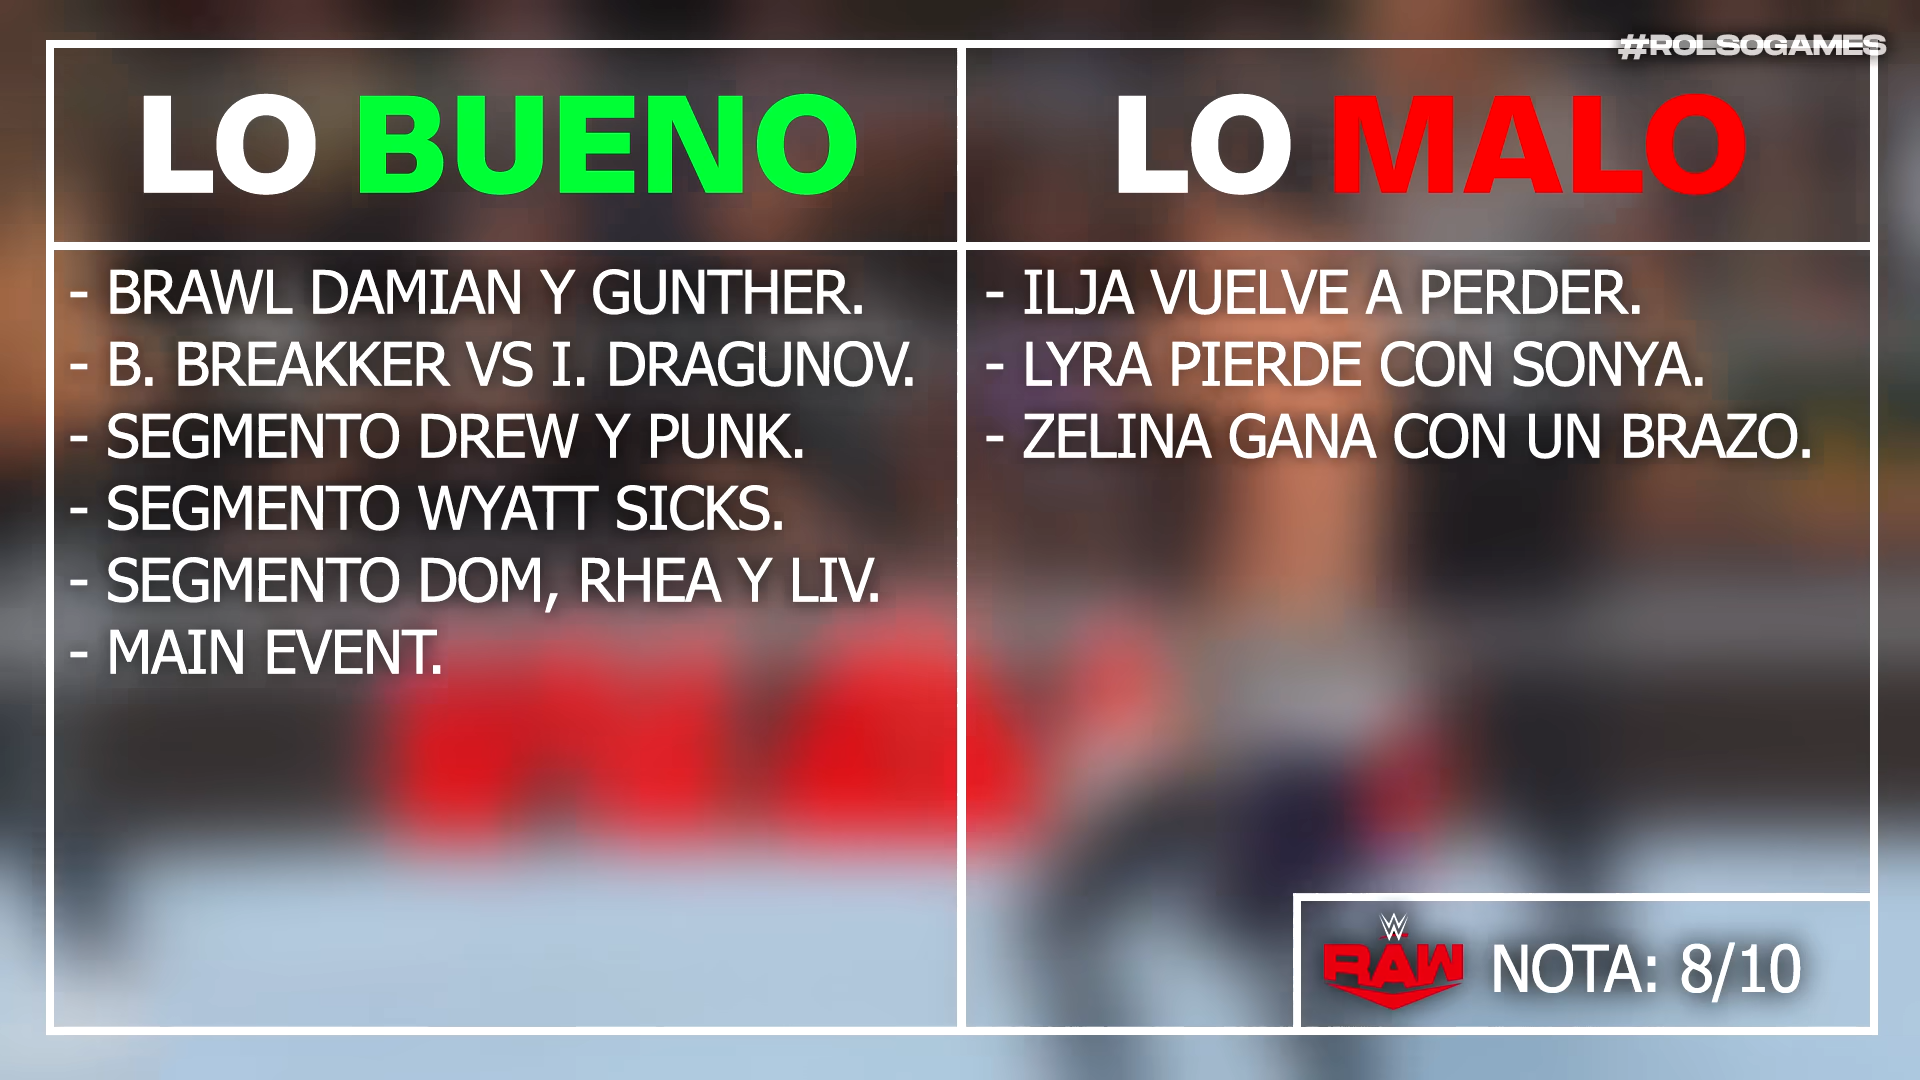 #ROLSOGAMES
LO BUENO
- BRAWL DAMIAN Y GUNTHER.
- B. BREAKKER VS I. DRAGUNOV.
- SEGMENTO DREW Y PUNK.
- SEGMENTO WYATT SICKS.
- SEGMENTO DOM, RHEA Y LIV.
- MAIN EVENT.
LO MALO
- ILJA VUELVE A PERDER.
- LYRA PIERDE CON SONYA.
- ZELINA GANA CON UN BRAZO.
W
RAW
NOTA: 8/10